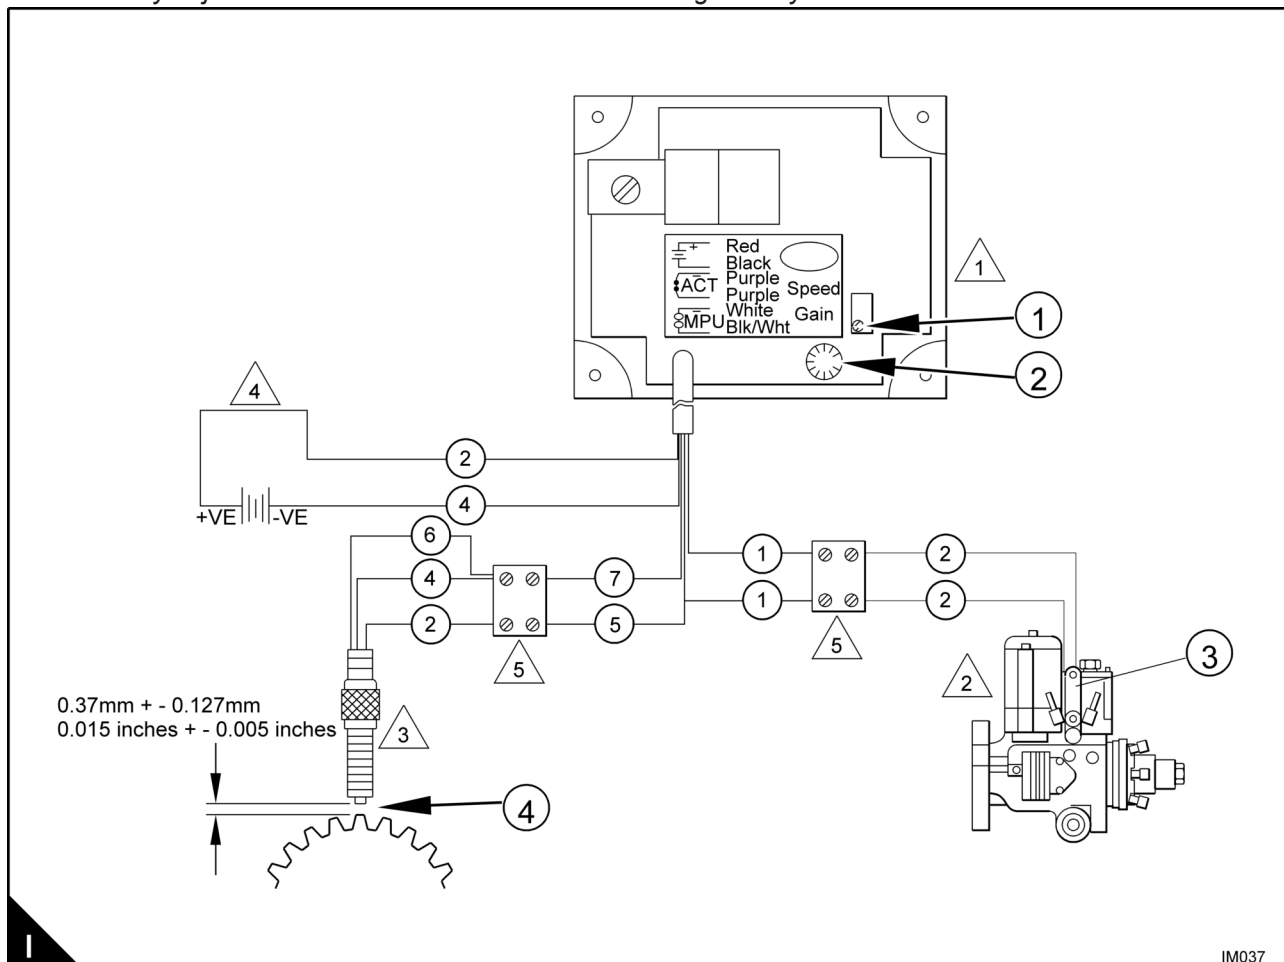 Red
Black
ACT Purple
Purple
Speed
White
MPU Blk/Wht
Gain
1
1
2
4
2
4
+VE -VE
6
4
2
7
5
1
1
2
2
5
5
2
3
0.37mm + - 0.127mm
0.015 inches + - 0.005 inches
3
4
I
IM037